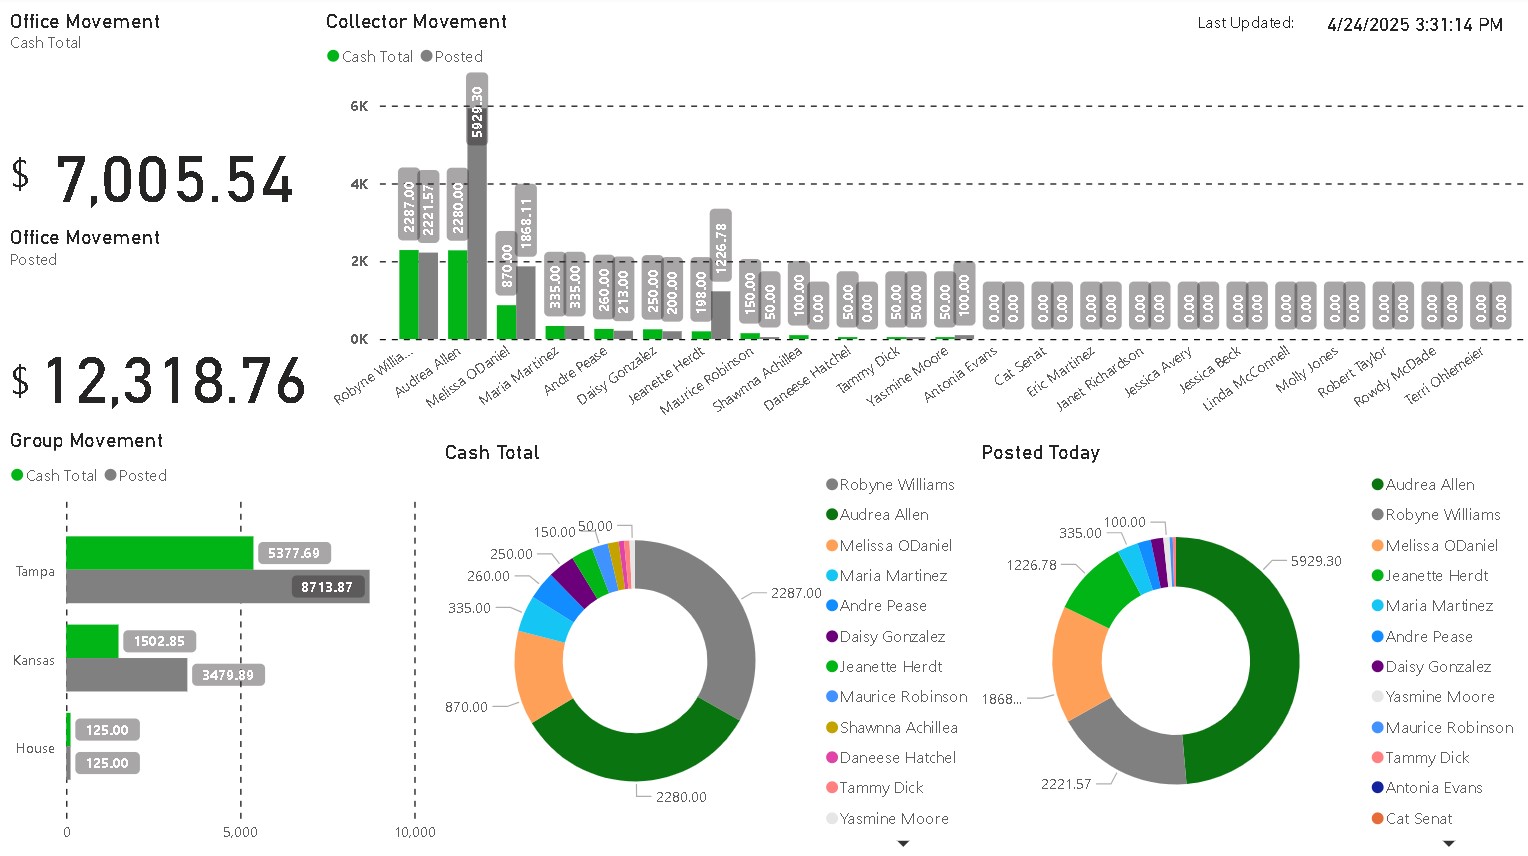 Office Movement
Cash Total
$ 7,005.54
Office Movement
Posted
$ 12,318.76
Collector Movement
Last Updated: 4/24/2025 3:31:14 PM
Cash Total Posted
6K
4K
2K
0K
2287.00 2221.57
2280.00 5929.30
870.00 1868.11
335.00 335.00
260.00 213.00
250.00 200.00
198.00 1226.78
150.00 50.00
100.00 0.00
50.00 0.00
50.00 50.00
50.00 100.00
0.00 0.00
0.00 0.00
0.00 0.00
0.00 0.00
0.00 0.00
0.00 0.00
0.00 0.00
0.00 0.00
0.00 0.00
0.00 0.00
0.00 0.00
Robyne Willia...
Audrea Allen
Melissa ODaniel
Maria Martinez
Andre Pease
Daisy Gonzalez
Jeanette Herdt
Maurice Robinson
Shawnna Achillea
Daneese Hatchel
Tammy Dick
Yasmine Moore
Antonia Evans
Cat Senat
Eric Martinez
Janet Richardson
Jessica Avery
Jessica Beck
Linda McConnell
Molly Jones
Robert Taylor
Rowdy McDade
Terri Ohlemeier
Group Movement
Cash Total Posted
Tampa
5377.69
8713.87
Kansas
1502.85
3479.89
House
125.00
125.00
0 5,000 10,000
Cash Total
50.00
150.00
250.00
260.00
335.00
870.00
2287.00
2280.00
Robyne Williams
Audrea Allen
Melissa ODaniel
Maria Martinez
Andre Pease
Daisy Gonzalez
Jeanette Herdt
Maurice Robinson
Shawnna Achillea
Daneese Hatchel
Tammy Dick
Yasmine Moore
Posted Today
100.00
335.00
1226.78
1868...
2221.57
5929.30
Audrea Allen
Robyne Williams
Melissa ODaniel
Jeanette Herdt
Maria Martinez
Andre Pease
Daisy Gonzalez
Yasmine Moore
Maurice Robinson
Tammy Dick
Antonia Evans
Cat Senat